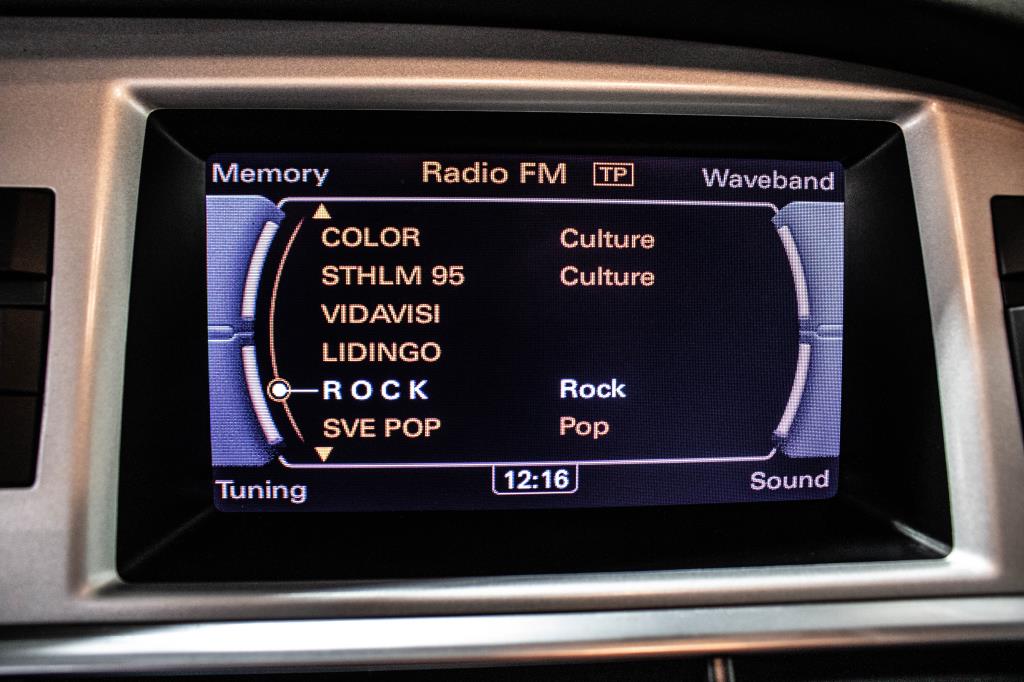 Memory Radio FM TP Waveband
COLOR Culture
STHLM 95 Culture
VIDAVISI
LIDINGO
ROCK Rock
SVE POP Pop
Tuning 12:16 Sound